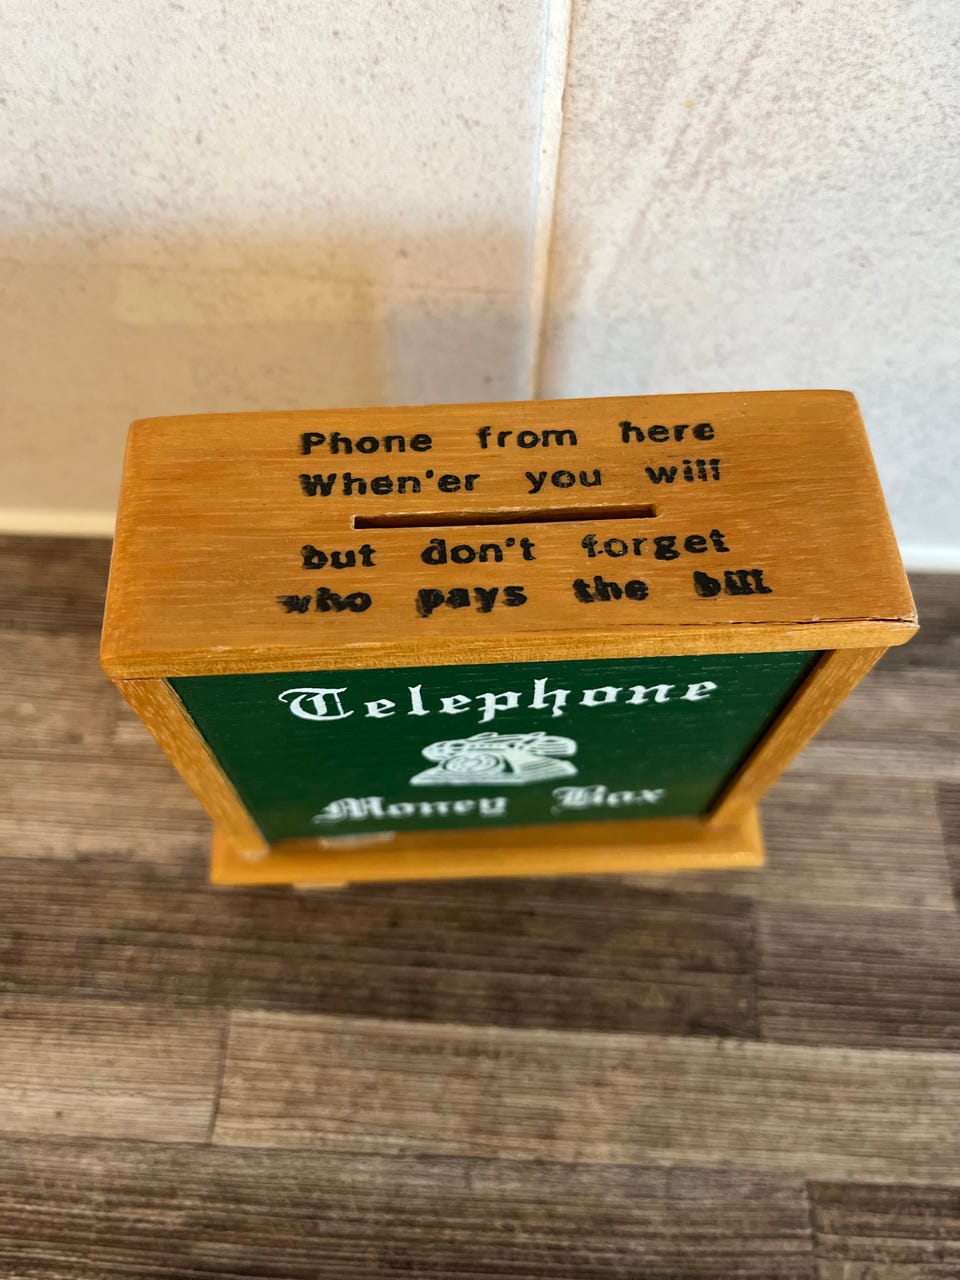 Phone from here
When'er you will
but don't forget
who pays the bill
Telephone
Money Box